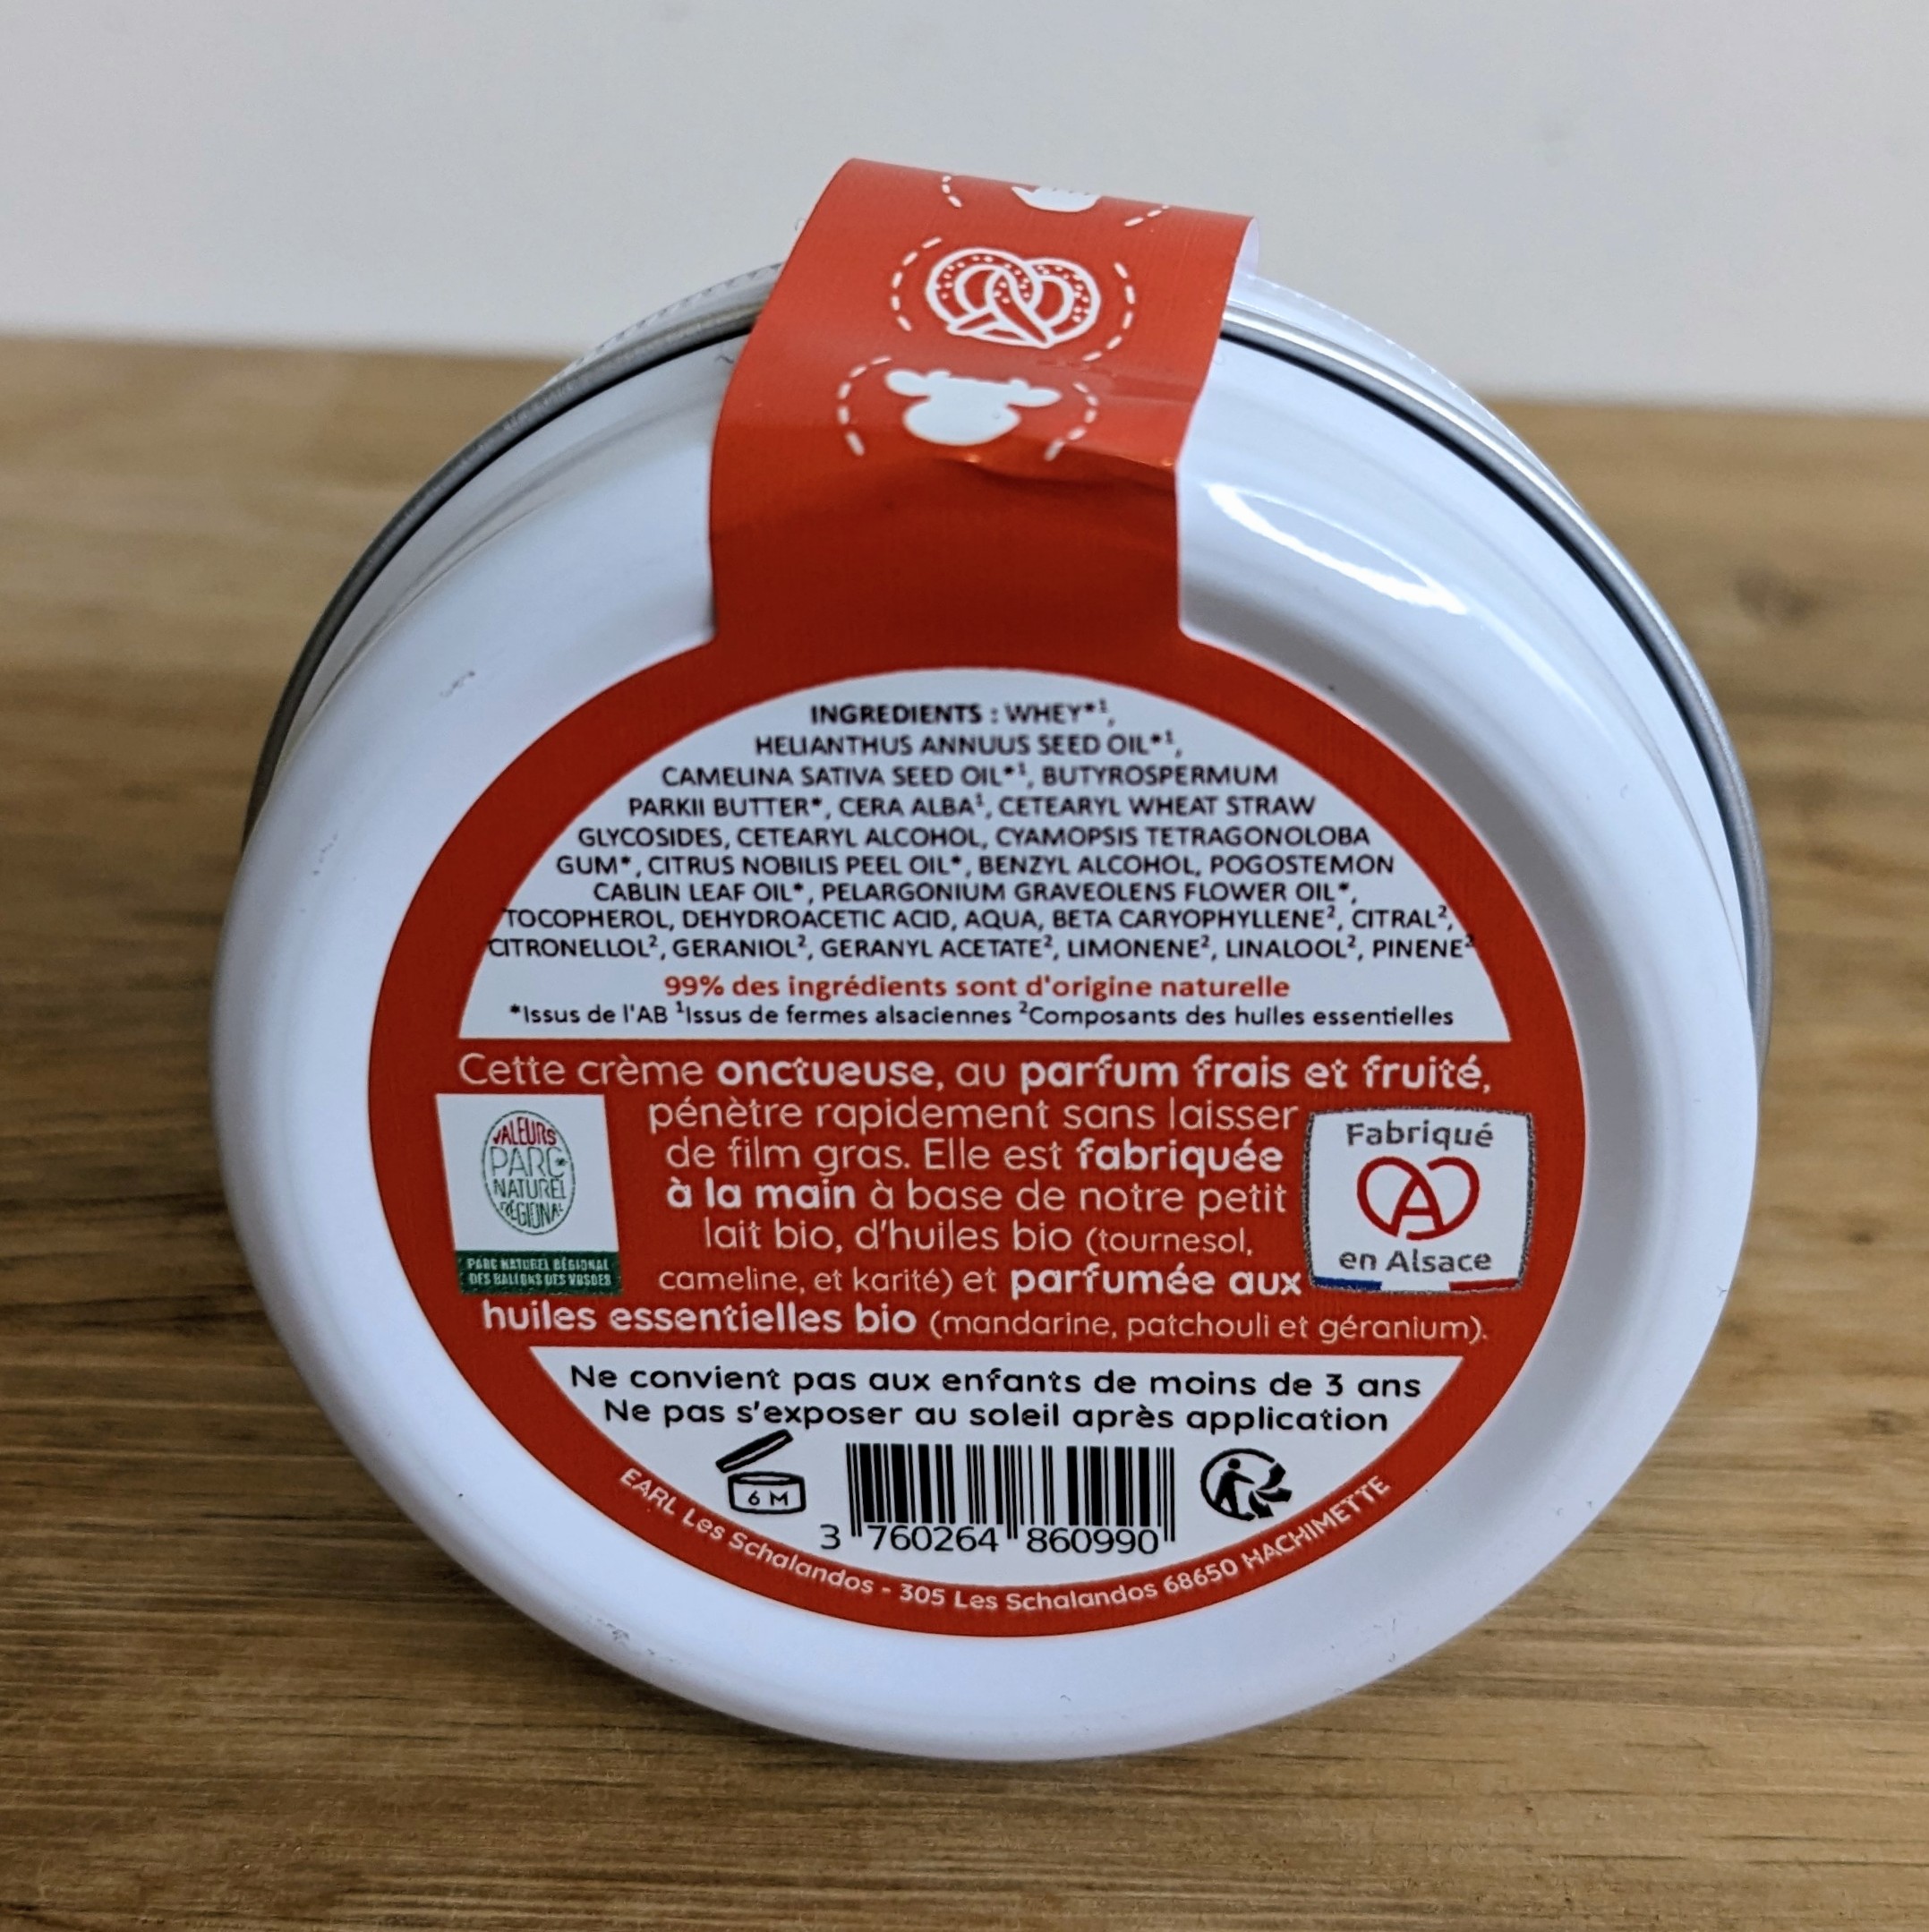 INGREDIENTS : WHEY*¹,
HELIANTHUS ANNUUS SEED OIL*¹,
CAMELINA SATIVA SEED OIL*¹, BUTYROSPERMUM
PARKII BUTTER*, CERA ALBA¹, CETEARYL WHEAT STRAW
GLYCOSIDES, CETEARYL ALCOHOL, CYAMOPSIS TETRAGONOLOBA
GUM*, CITRUS NOBILIS PEEL OIL*, BENZYL ALCOHOL, POGOSTEMON
CABLIN LEAF OIL*, PELARGONIUM GRAVEOLENS FLOWER OIL*,
TOCOPHEROL, DEHYDROACETIC ACID, AQUA, BETA CARYOPHYLLENE², CITRAL²,
CITRONELLOL², GERANIOL², GERANYL ACETATE², LIMONENE², LINALOOL², PINENE²
99% des ingrédients sont d'origine naturelle
*Issus de l'AB ¹Issus de fermes alsaciennes ²Composants des huiles essentielles
Cette crème onctueuse, au parfum frais et fruité,
pénètre rapidement sans laisser
de film gras. Elle est fabriquée
à la main à base de notre petit
lait bio, d'huiles bio (tournesol,
cameline, et karité) et parfumée aux
huiles essentielles bio (mandarine, patchouli et géranium).
VALEURS
PARC
NATUREL
RÉGIONAL
PARC NATUREL RÉGIONAL
DES BALLONS DES VOSGES
Fabriqué
A
en Alsace
Ne convient pas aux enfants de moins de 3 ans
Ne pas s'exposer au soleil après application
6 M
3 760264 860990
EARL Les Schalandos - 305 Les Schalandos 68650 HACHIMETTE